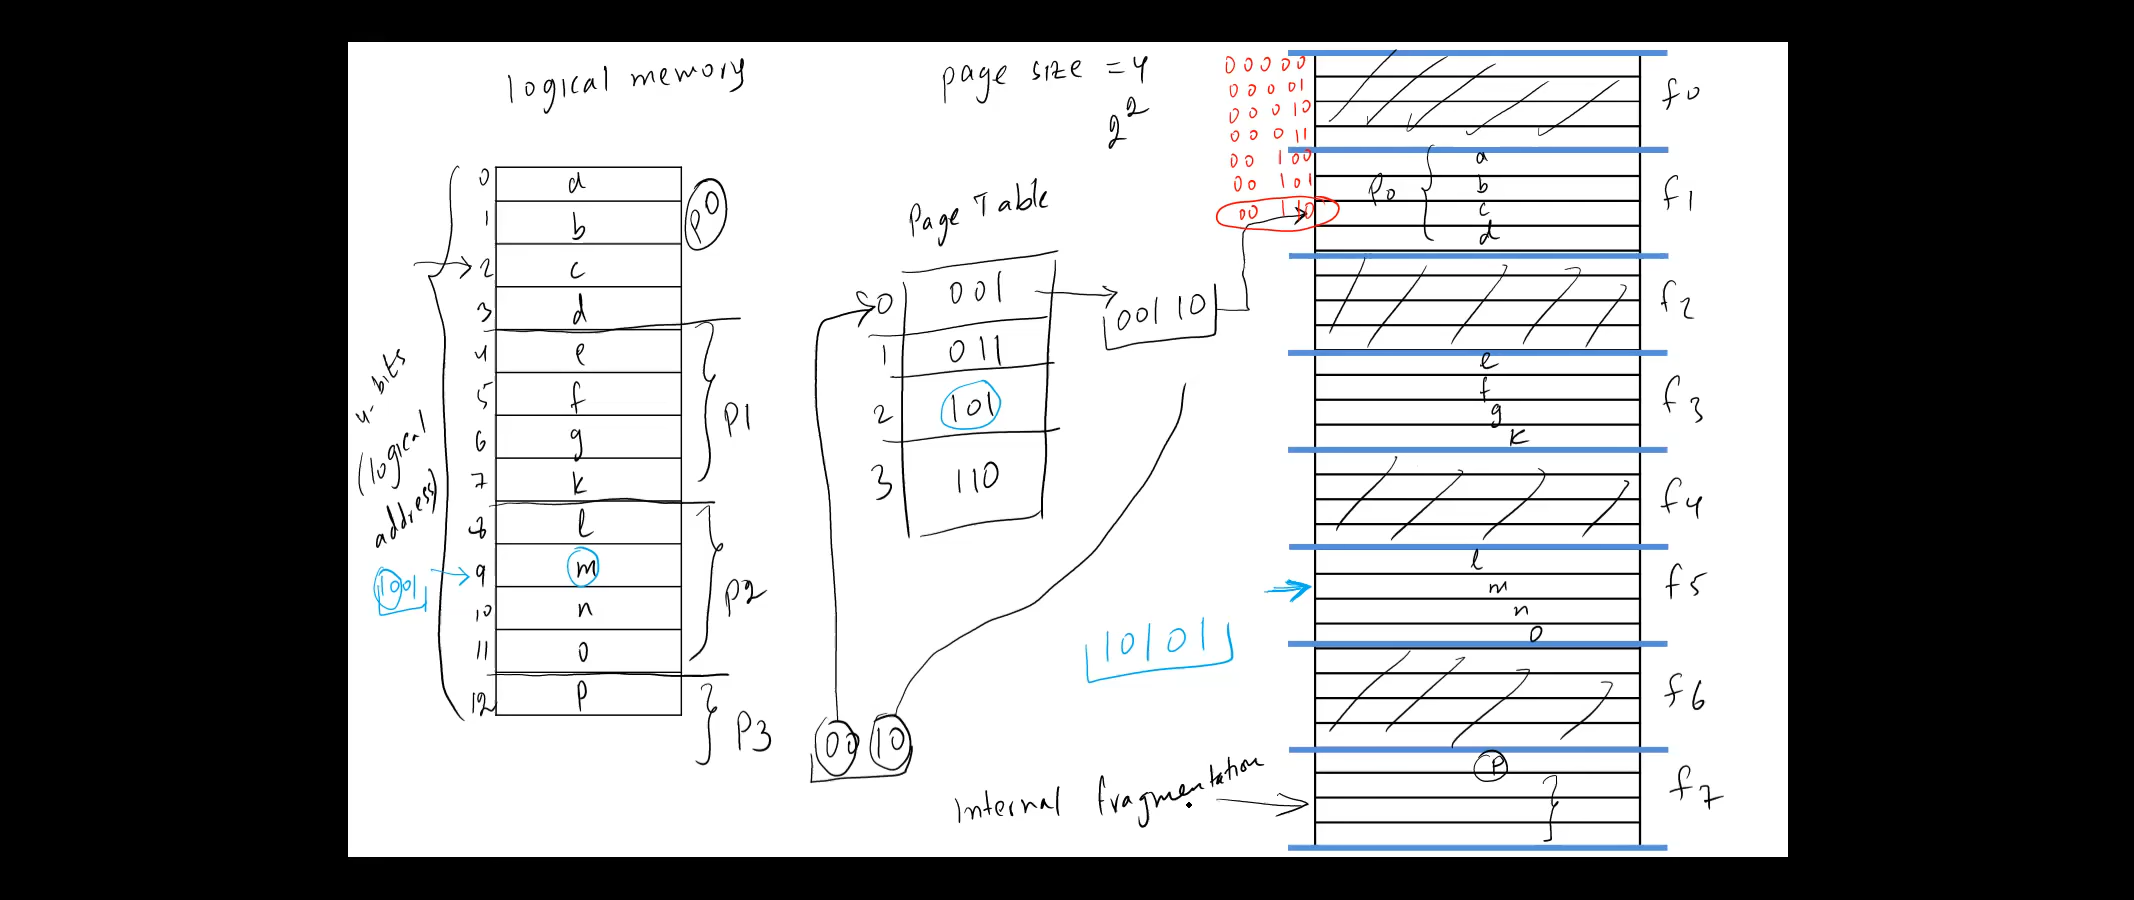 logical memory
0 a
1 b
2 c
3 d
4 e
5 f
6 g
7 k
8 l
9 m
10 n
11 o
12 p
P0
P1
P2
P3
4-bits
(logical
address)
1001
page size = 4
2^2
Page Table
0 001
1 011
2 101
3 110
00110
00 10
10101
Internal fragmentation
00000
00001
00010
00011
00100
00101
00110
f0
P0
a
b
c
d
f1
f2
e
f
g
k
f3
f4
l
m
n
o
f5
f6
p
f7